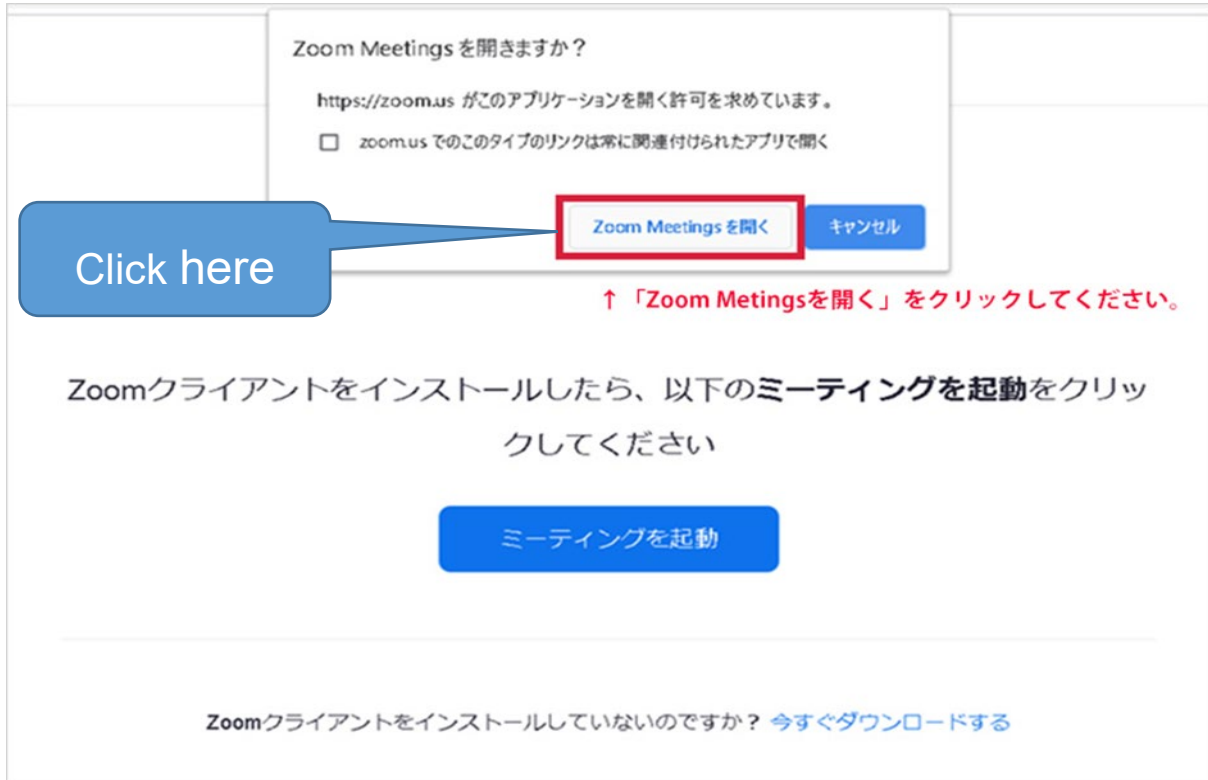 Zoom Meetings を開きますか？
https://zoom.us がこのアプリケーションを開く許可を求めています。
zoom.us でのこのタイプのリンクは常に関連付けられたアプリで開く
Zoom Meetings を開く
キャンセル
Click here
↑「Zoom Metingsを開く」をクリックしてください。
Zoomクライアントをインストールしたら、以下のミーティングを起動をクリッ
クしてください
ミーティングを起動
Zoomクライアントをインストールしていないのですか？ 今すぐダウンロードする